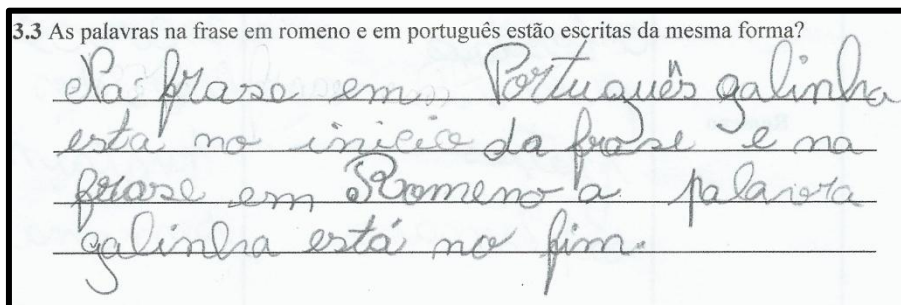 3.3 As palavras na frase em romeno e em português estão escritas da mesma forma?
Na frase em Português galinha
está no inicio da frase e na
frase em Romeno a palavra
galinha está no fim.